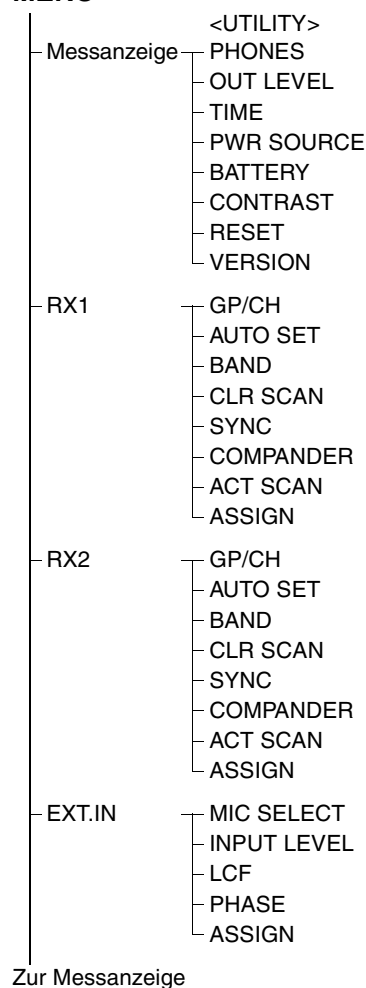 <UTILITY>
Messanzeige PHONES
OUT LEVEL
TIME
PWR SOURCE
BATTERY
CONTRAST
RESET
VERSION
RX1 GP/CH
AUTO SET
BAND
CLR SCAN
SYNC
COMPANDER
ACT SCAN
ASSIGN
RX2 GP/CH
AUTO SET
BAND
CLR SCAN
SYNC
COMPANDER
ACT SCAN
ASSIGN
EXT.IN MIC SELECT
INPUT LEVEL
LCF
PHASE
ASSIGN
Zur Messanzeige